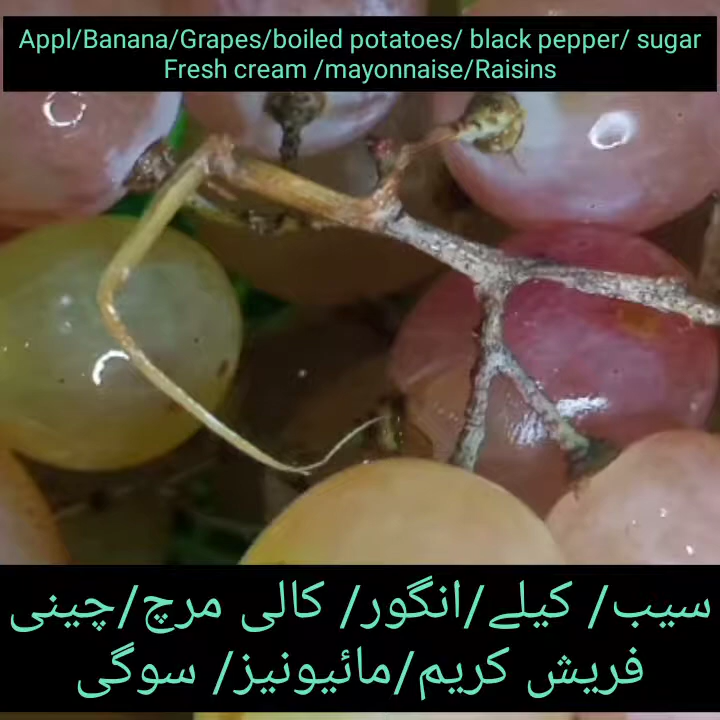 Appl/Banana/Grapes/boiled potatoes/ black pepper/ sugar
Fresh cream /mayonnaise/Raisins
سیب/ کیلے/انگور/ کالی مرچ/چینی
فریش کریم/مائیونیز/ سوگی